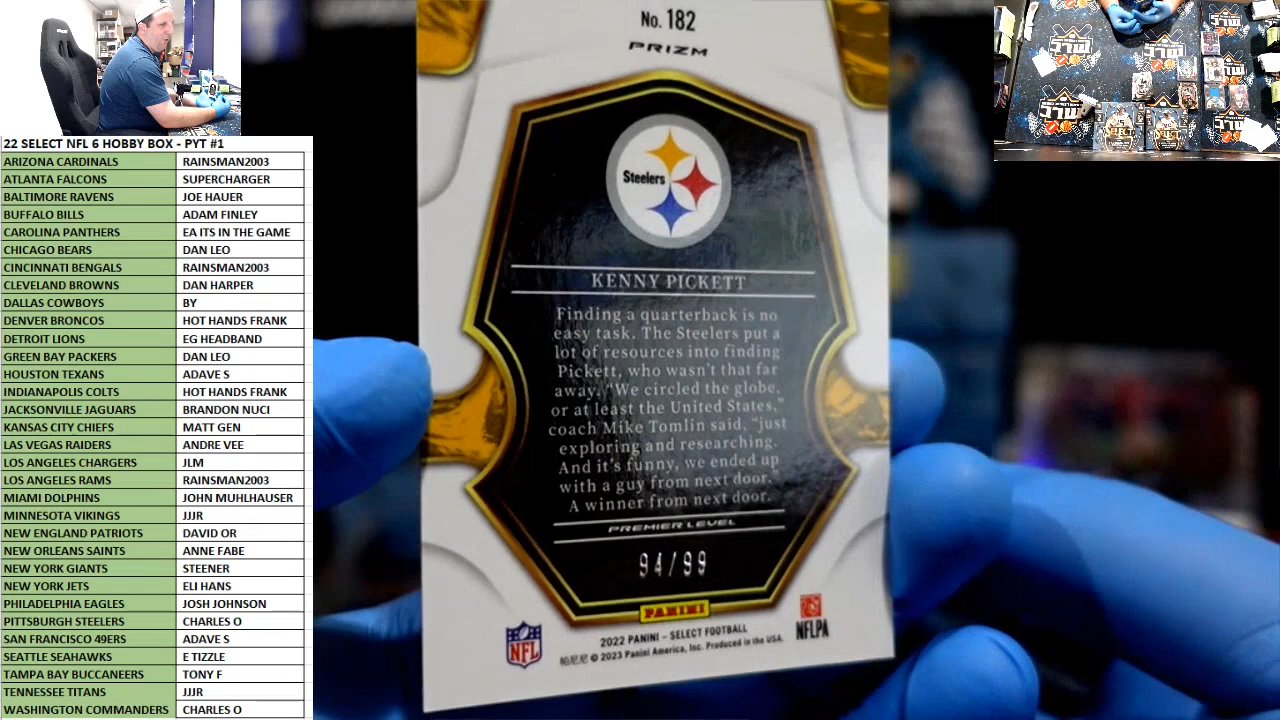 22 SELECT NFL 6 HOBBY BOX - PYT #1
ARIZONA CARDINALS RAINSMAN2003
ATLANTA FALCONS SUPERCHARGER
BALTIMORE RAVENS JOE HAUER
BUFFALO BILLS ADAM FINLEY
CAROLINA PANTHERS EA ITS IN THE GAME
CHICAGO BEARS DAN LEO
CINCINNATI BENGALS RAINSMAN2003
CLEVELAND BROWNS DAN HARPER
DALLAS COWBOYS BY
DENVER BRONCOS HOT HANDS FRANK
DETROIT LIONS EG HEADBAND
GREEN BAY PACKERS DAN LEO
HOUSTON TEXANS ADAVE S
INDIANAPOLIS COLTS HOT HANDS FRANK
JACKSONVILLE JAGUARS BRANDON NUCI
KANSAS CITY CHIEFS MATT GEN
LAS VEGAS RAIDERS ANDRE VEE
LOS ANGELES CHARGERS JLM
LOS ANGELES RAMS RAINSMAN2003
MIAMI DOLPHINS JOHN MUHLHAUSER
MINNESOTA VIKINGS JJJR
NEW ENGLAND PATRIOTS DAVID OR
NEW ORLEANS SAINTS ANNE FABE
NEW YORK GIANTS STEENER
NEW YORK JETS ELI HANS
PHILADELPHIA EAGLES JOSH JOHNSON
PITTSBURGH STEELERS CHARLES O
SAN FRANCISCO 49ERS ADAVE S
SEATTLE SEAHAWKS E TIZZLE
TAMPA BAY BUCCANEERS TONY F
TENNESSEE TITANS JJJR
WASHINGTON COMMANDERS CHARLES O
No. 182
PRIZM
Steelers
KENNY PICKETT
Finding a quarterback is no
easy task. The Steelers put a
lot of resources into finding
Pickett, who wasn't that far
away. "We circled the globe,
or at least the United States,"
coach Mike Tomlin said, "just
exploring and researching.
And it's funny, we ended up
with a guy from next door."
A winner from next door.
PREMIER LEVEL
94/99
PANINI
2022 PANINI – SELECT FOOTBALL
帕尼尼 © 2023 Panini America, Inc. Produced in the USA.
NFL
NFLPA